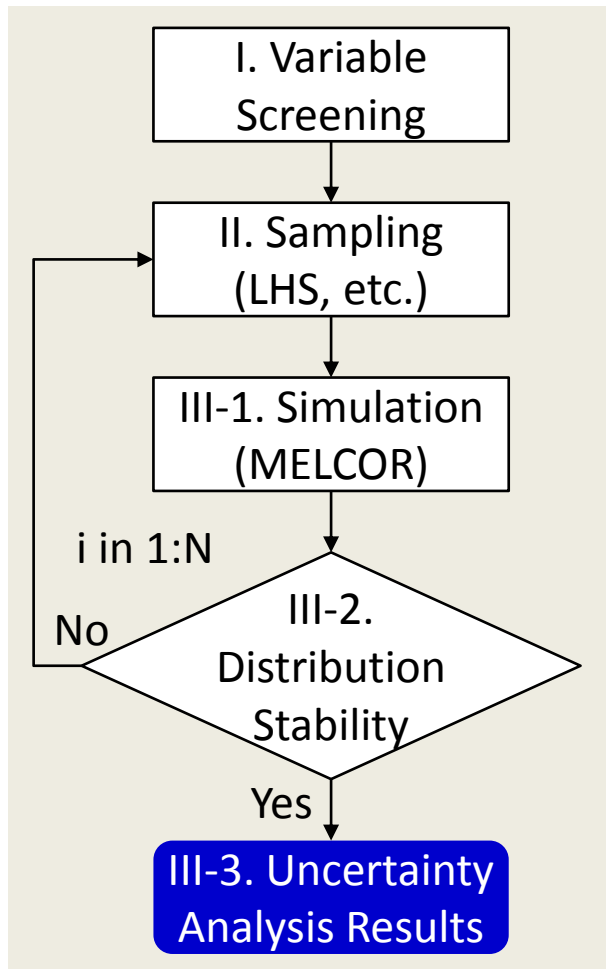 I. Variable
Screening
II. Sampling
(LHS, etc.)
III-1. Simulation
(MELCOR)
i in 1:N
No
III-2.
Distribution
Stability
Yes
III-3. Uncertainty
Analysis Results